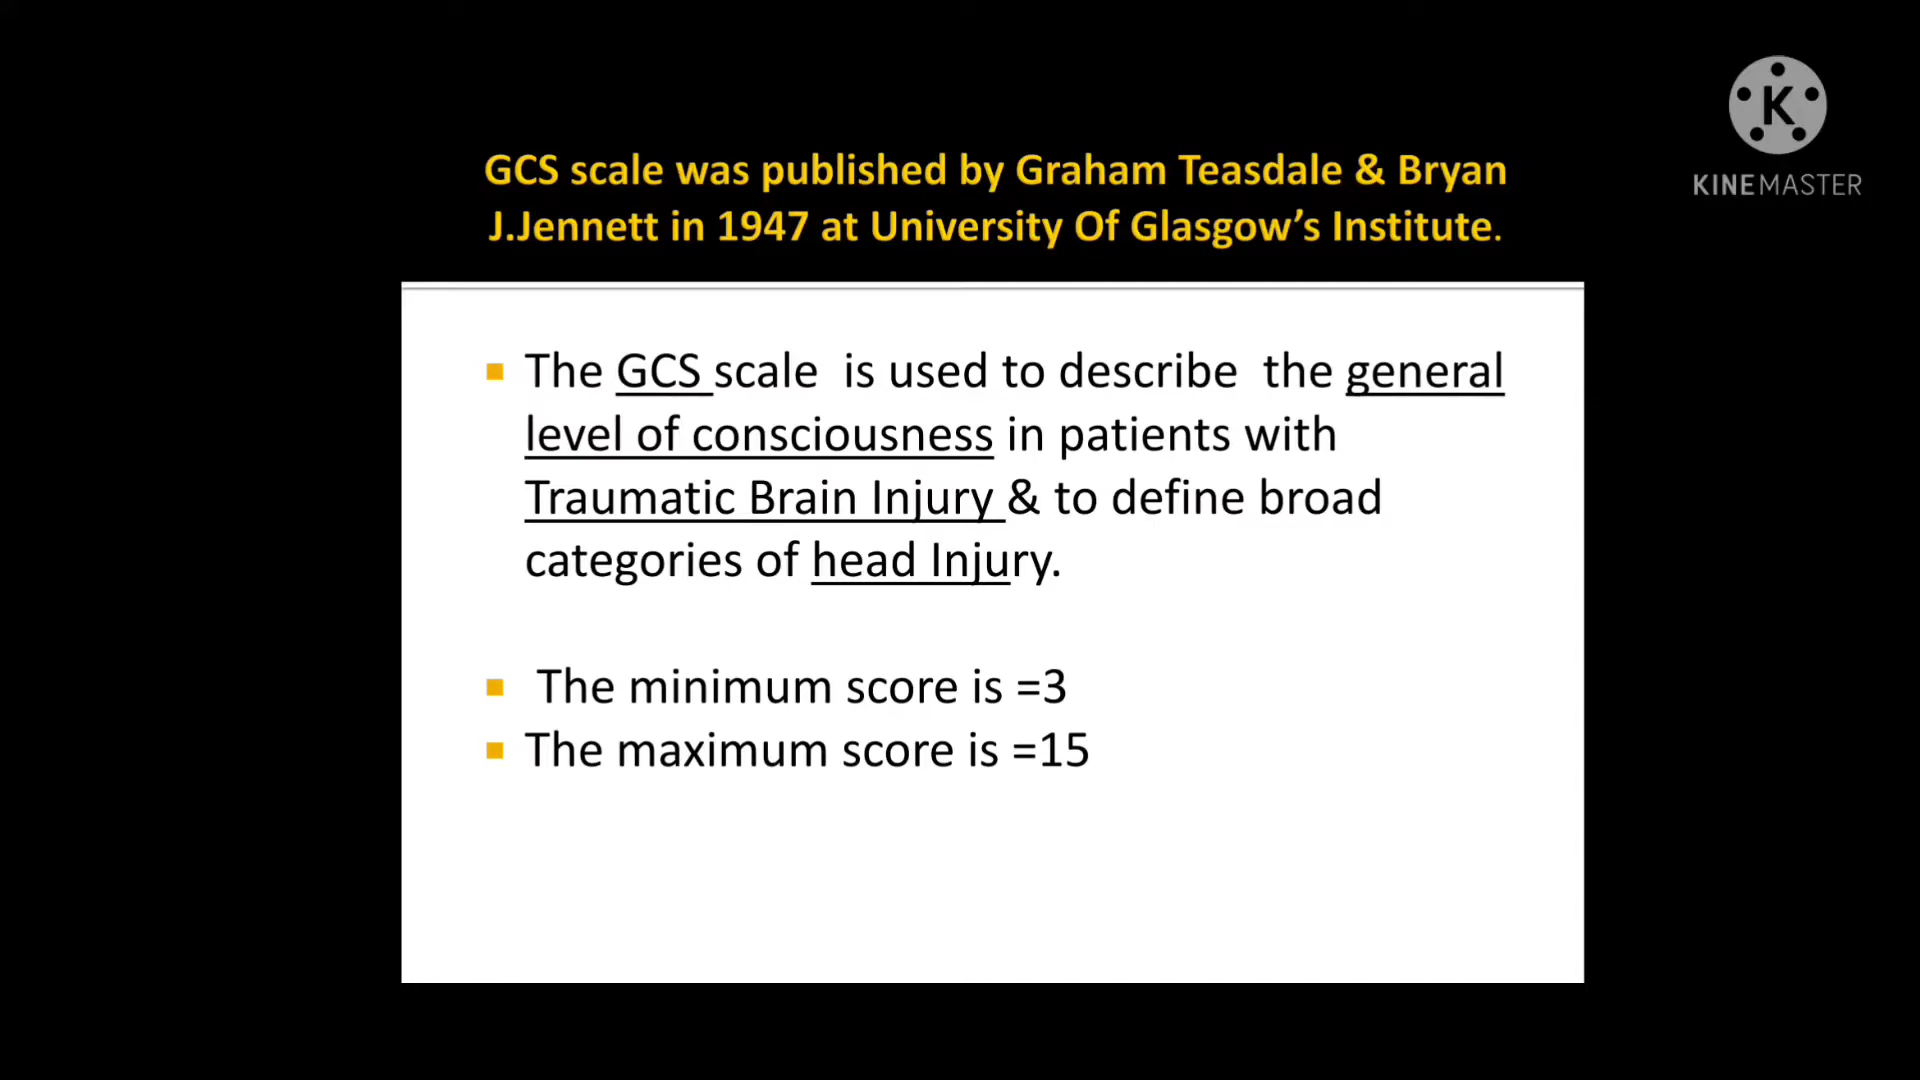 K
KINEMASTER
GCS scale was published by Graham Teasdale & Bryan
J.Jennett in 1947 at University Of Glasgow’s Institute.
The GCS scale  is used to describe  the general
level of consciousness in patients with
Traumatic Brain Injury & to define broad
categories of head Injury.
The minimum score is =3
The maximum score is =15